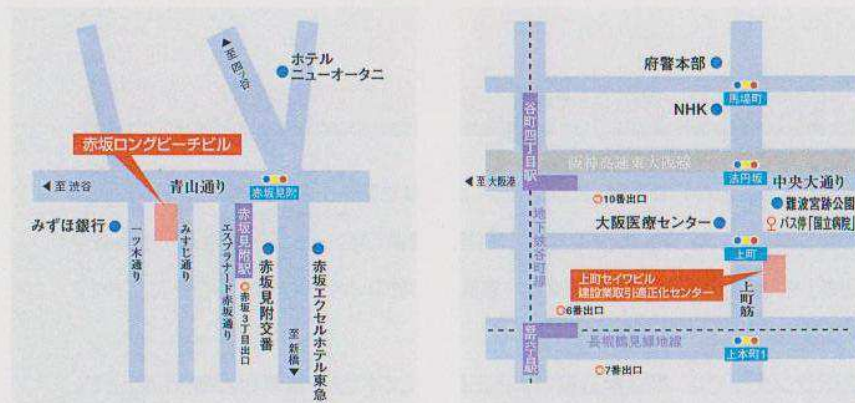 至 四ッ谷
ホテル
ニューオータニ
赤坂ロングビーチビル
至 渋谷
青山通り
赤坂見附
みずほ銀行
一ツ木通り
みすじ通り
エスプラナード赤坂通り
赤坂見附駅
赤坂3丁目出口
赤坂見附交番
至 新橋
赤坂エクセルホテル東急
府警本部
馬場町
NHK
谷町四丁目駅
阪神高速東大阪線
至 大阪港
法円坂
中央大通り
10番出口
難波宮跡公園
バス停「国立病院」
大阪医療センター
地下鉄谷町線
上町
上町セイワビル
建設業取引適正化センター
上町筋
6番出口
長堀鶴見緑地線
上本町1
7番出口